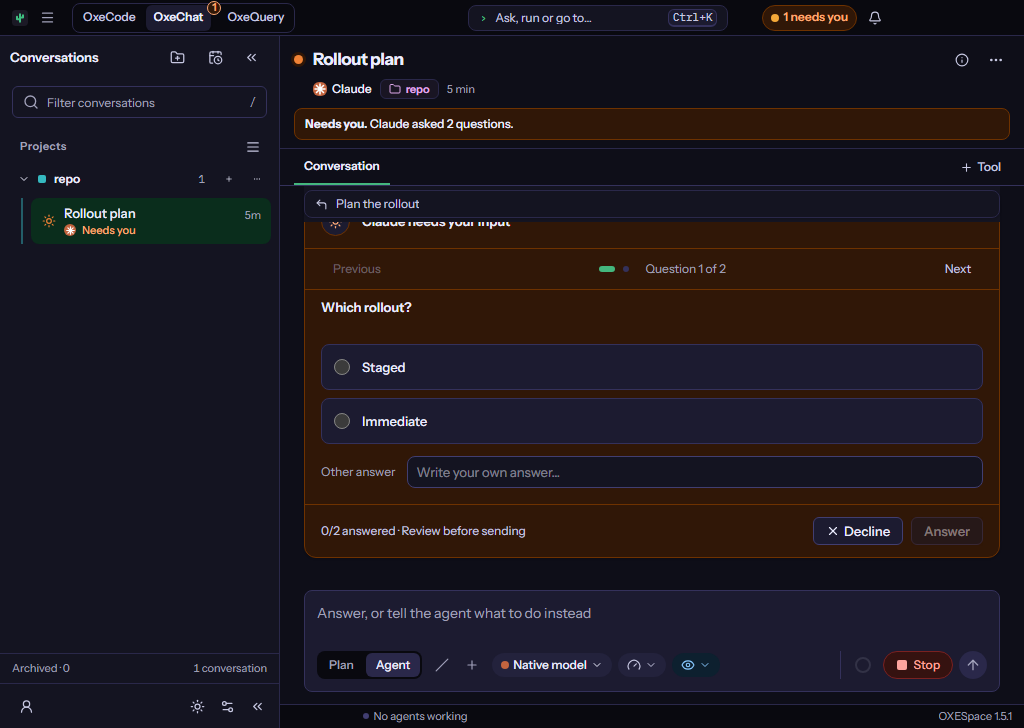 OxeCode OxeChat 1 OxeQuery
Ask, run or go to... Ctrl+K
1 needs you
Conversations
Filter conversations /
Projects
repo 1 + ...
Rollout plan 5m
Needs you
Archived · 0 1 conversation
Rollout plan
Claude repo 5 min
Needs you. Claude asked 2 questions.
Conversation + Tool
Plan the rollout
Claude needs your input
Previous Question 1 of 2 Next
Which rollout?
Staged
Immediate
Other answer Write your own answer...
0/2 answered · Review before sending Decline Answer
Answer, or tell the agent what to do instead
Plan Agent Native model Stop
No agents working OXESpace 1.5.1